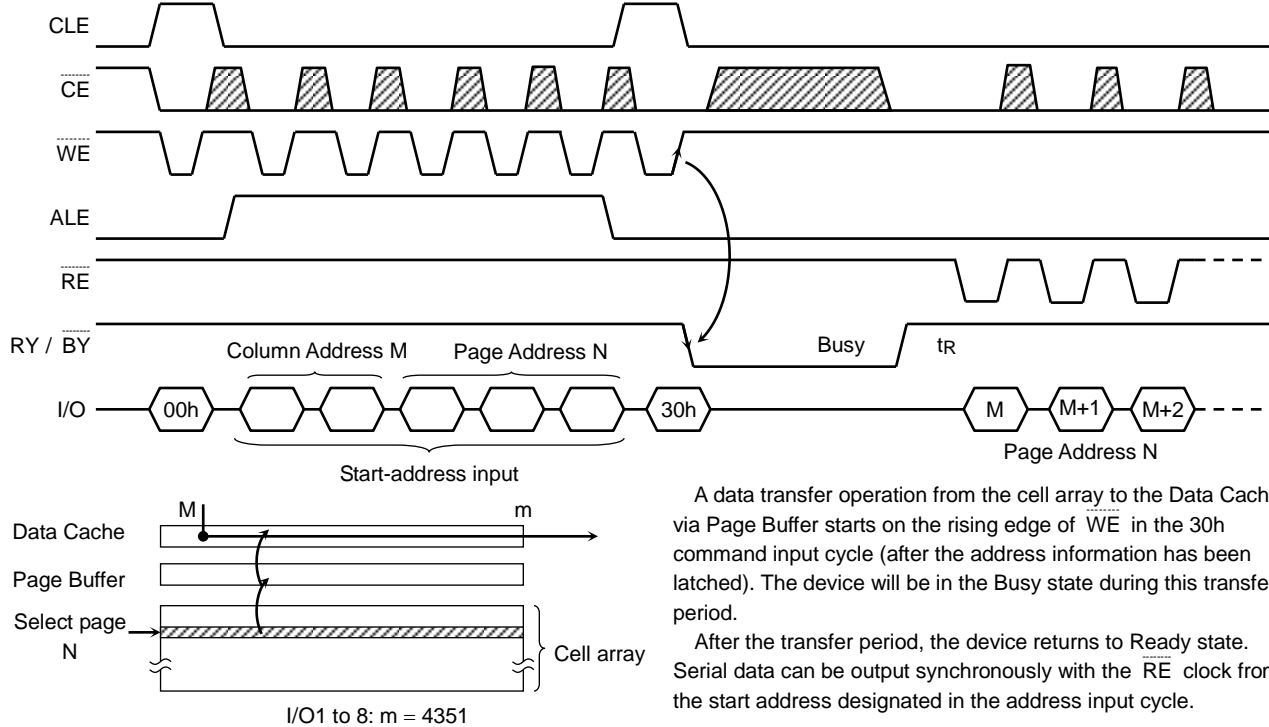 CLE
CE
WE
ALE
RE
RY / BY
Column Address M
Page Address N
Busy
tR
I/O
00h
30h
M
M+1
M+2
Start-address input
Page Address N
M
m
Data Cache
Page Buffer
Select page
N
Cell array
I/O1 to 8: m = 4351
A data transfer operation from the cell array to the Data Cach
via Page Buffer starts on the rising edge of WE in the 30h
command input cycle (after the address information has been
latched). The device will be in the Busy state during this transfe
period.
After the transfer period, the device returns to Ready state.
Serial data can be output synchronously with the RE clock from
the start address designated in the address input cycle.